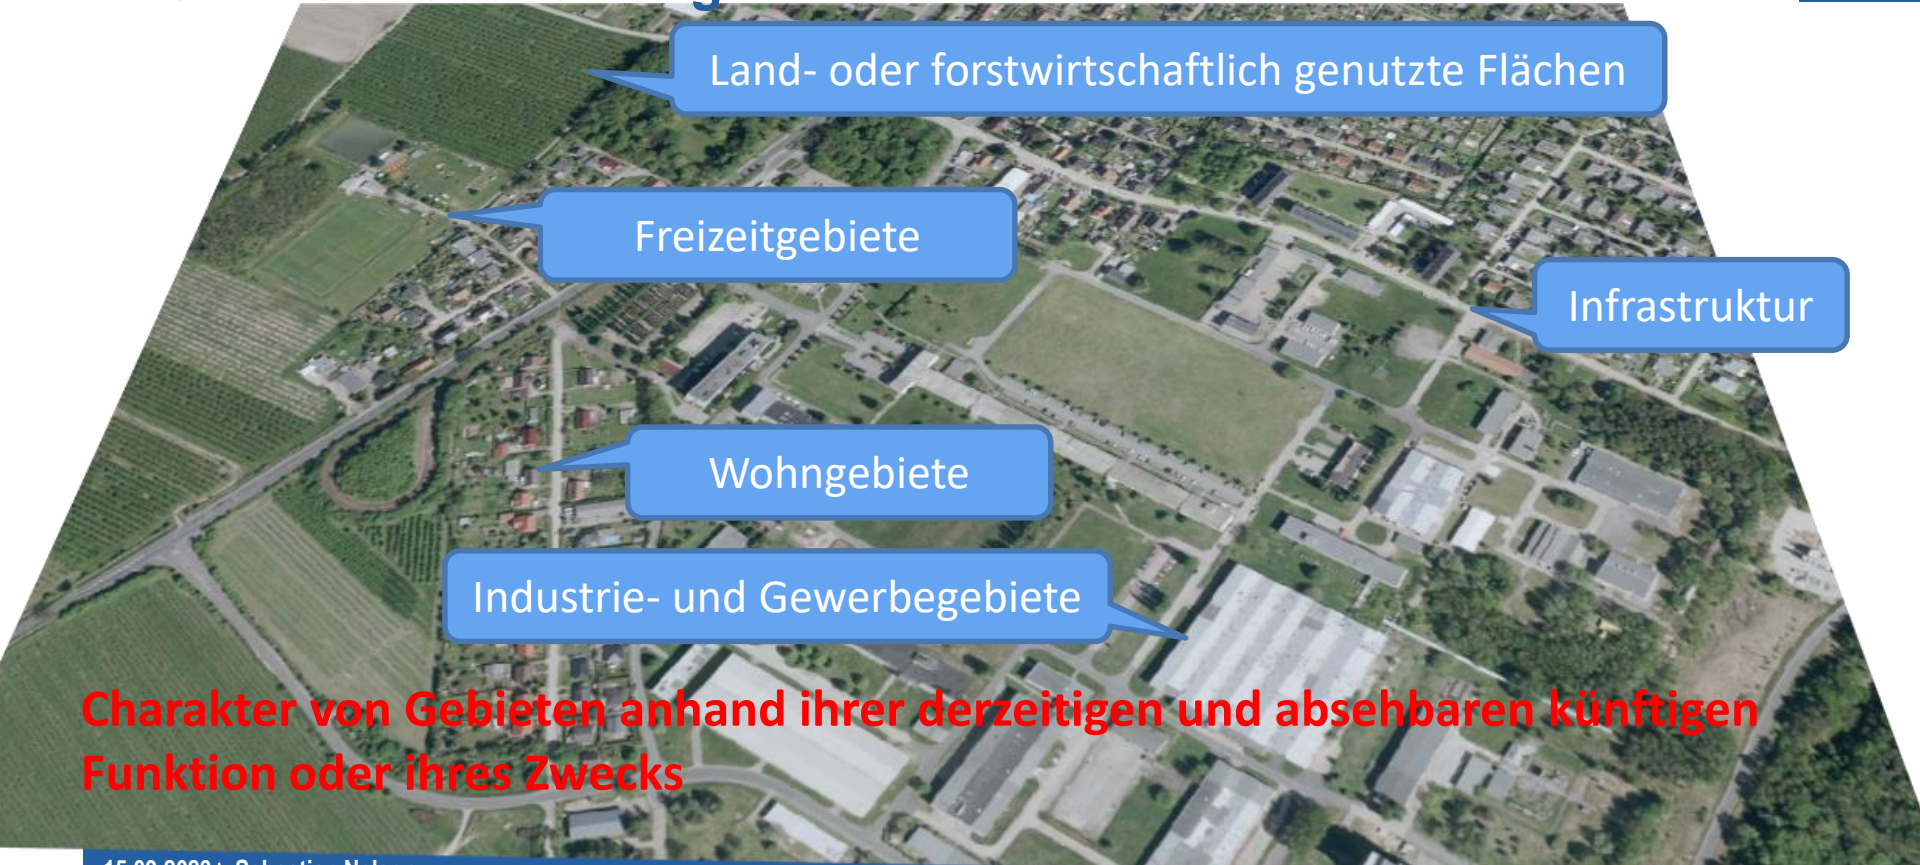 Land- oder forstwirtschaftlich genutzte Flächen
Freizeitgebiete
Infrastruktur
Wohngebiete
Industrie- und Gewerbegebiete
Charakter von Gebieten anhand ihrer derzeitigen und absehbaren künftigen
Funktion oder ihres Zwecks